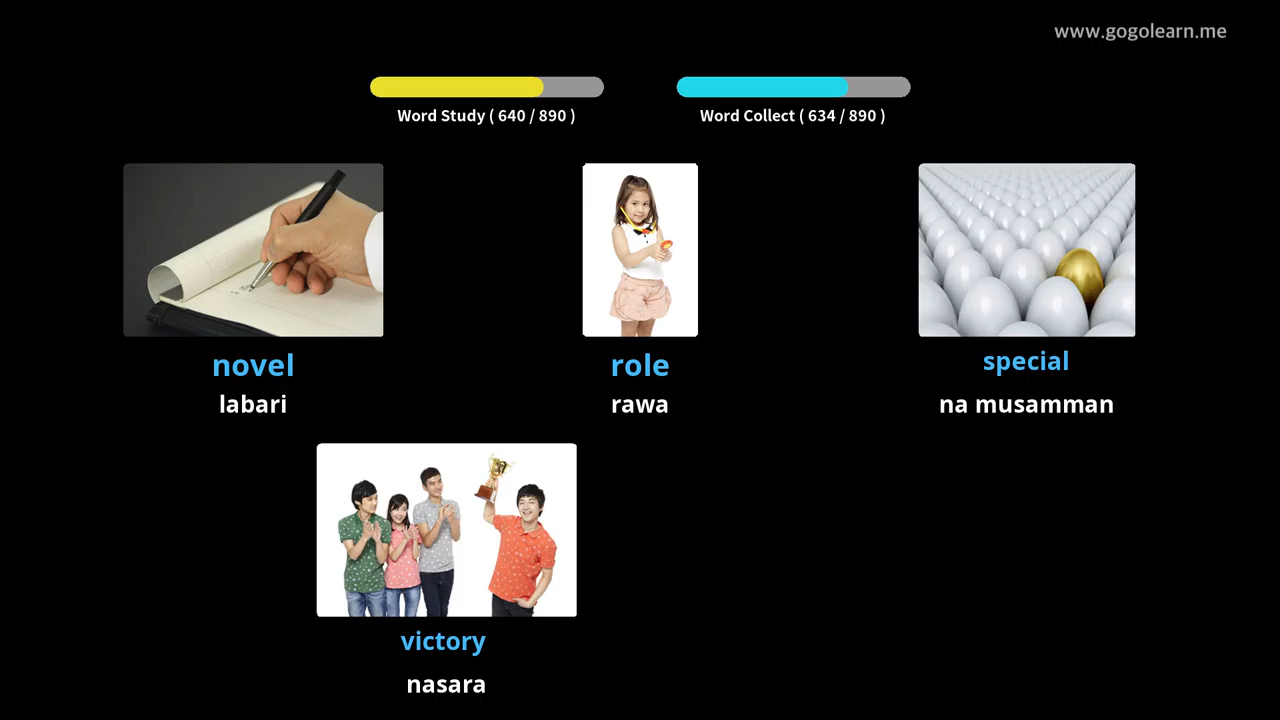 www.gogolearn.me
Word Study ( 640 / 890 )
Word Collect ( 634 / 890 )
novel
labari
role
rawa
special
na musamman
victory
nasara